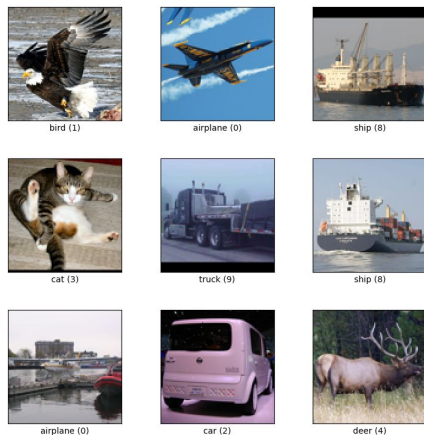 bird (1)
airplane (0)
ship (8)
cat (3)
truck (9)
ship (8)
airplane (0)
car (2)
deer (4)